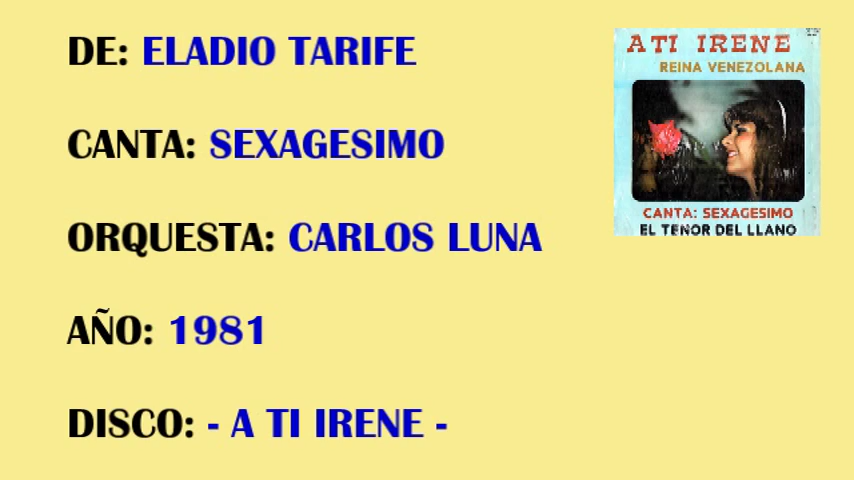 DE: ELADIO TARIFE
CANTA: SEXAGESIMO
ORQUESTA: CARLOS LUNA
AÑO: 1981
DISCO: - A TI IRENE -
A TI IRENE
REINA VENEZOLANA
CANTA: SEXAGESIMO
EL TENOR DEL LLANO